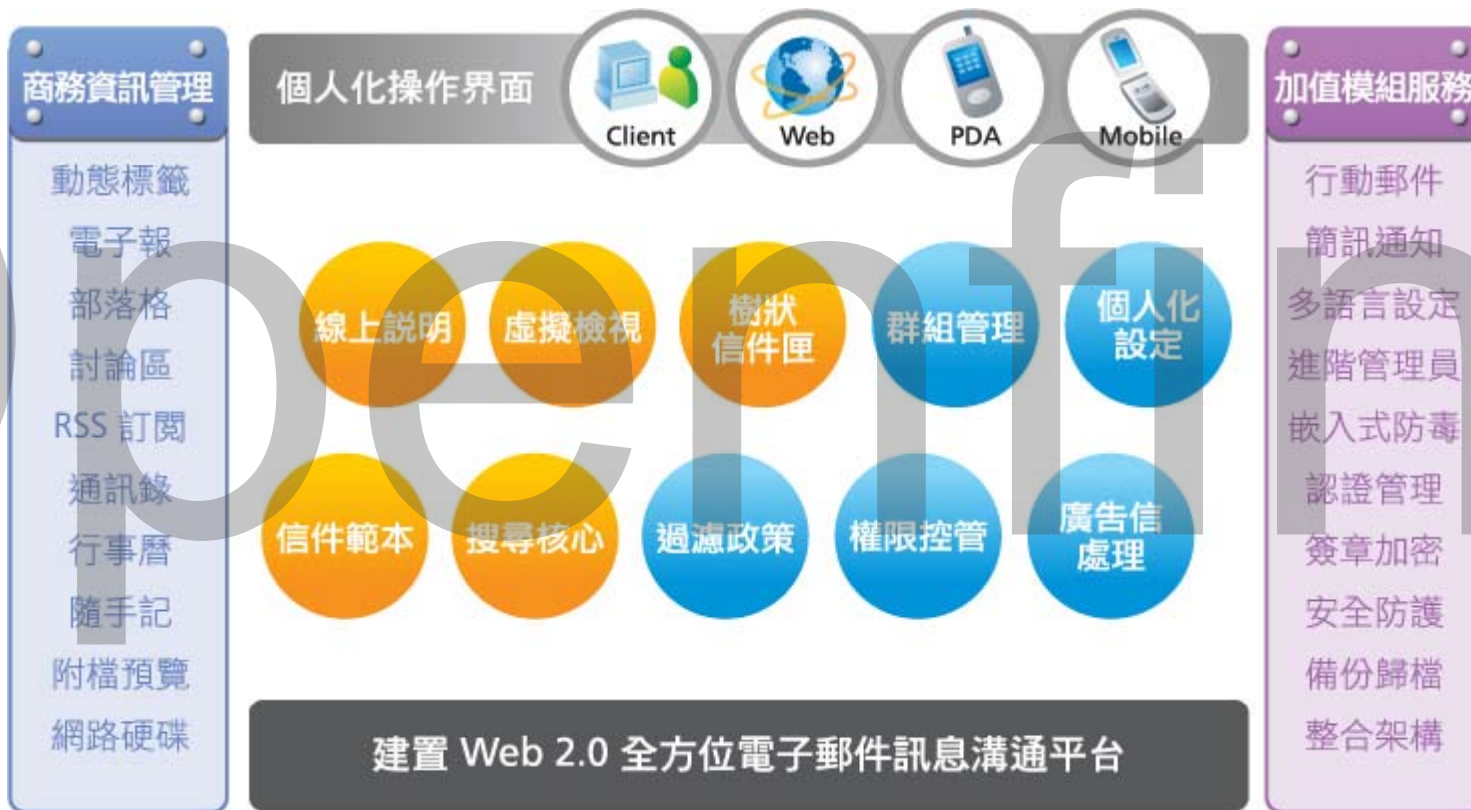 商務資訊管理
動態標籤
電子報
部落格
討論區
RSS 訂閱
通訊錄
行事曆
隨手記
附檔預覽
網路硬碟
個人化操作界面
Client
Web
PDA
Mobile
線上說明
虛擬檢視
樹狀
信件匣
群組管理
個人化
設定
信件範本
搜尋核心
過濾政策
權限控管
廣告信
處理
建置 Web 2.0 全方位電子郵件訊息溝通平台
加值模組服務
行動郵件
簡訊通知
多語言設定
進階管理員
嵌入式防毒
認證管理
簽章加密
安全防護
備份歸檔
整合架構
openfin